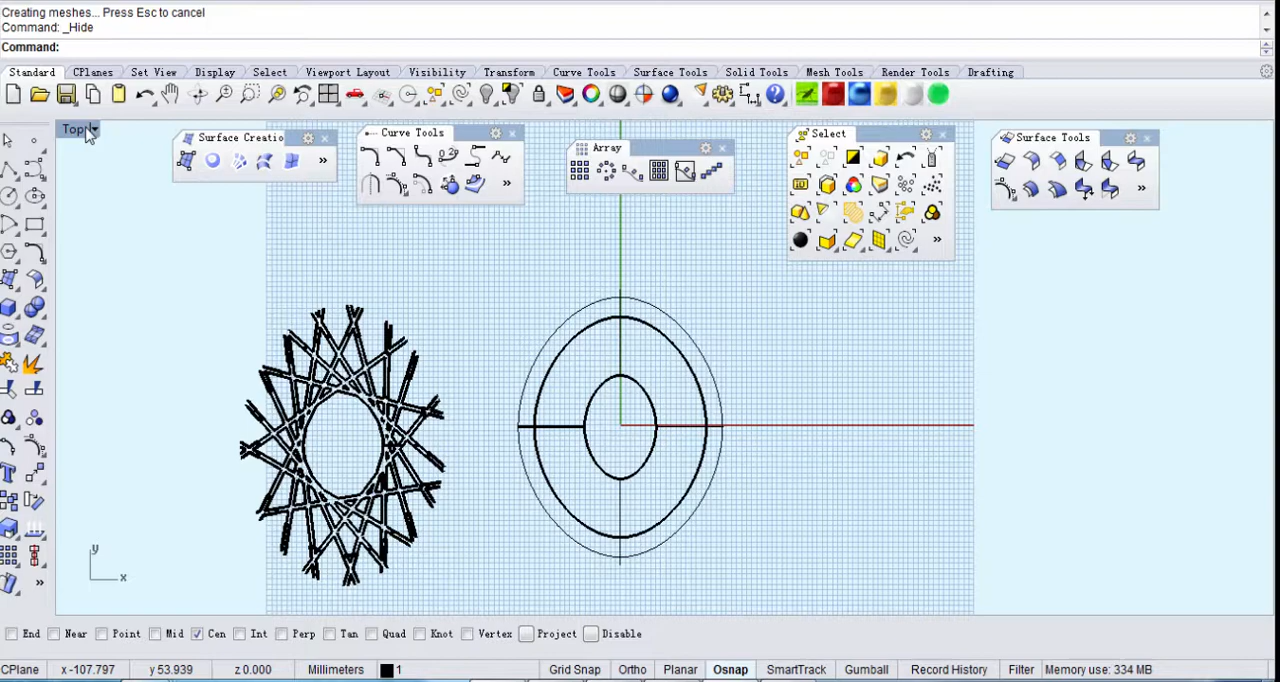 Creating meshes... Press Esc to cancel
Command: _Hide
Command:
Standard CPlanes Set View Display Select Viewport Layout Visibility Transform Curve Tools Surface Tools Solid Tools Mesh Tools Render Tools Drafting
Top
Surface Creatio
Curve Tools
Array
Select
Surface Tools
y
x
End Near Point Mid Cen Int Perp Tan Quad Knot Vertex Project Disable
CPlane x -107.797 y 53.939 z 0.000 Millimeters 1 Grid Snap Ortho Planar Osnap SmartTrack Gumball Record History Filter Memory use: 334 MB